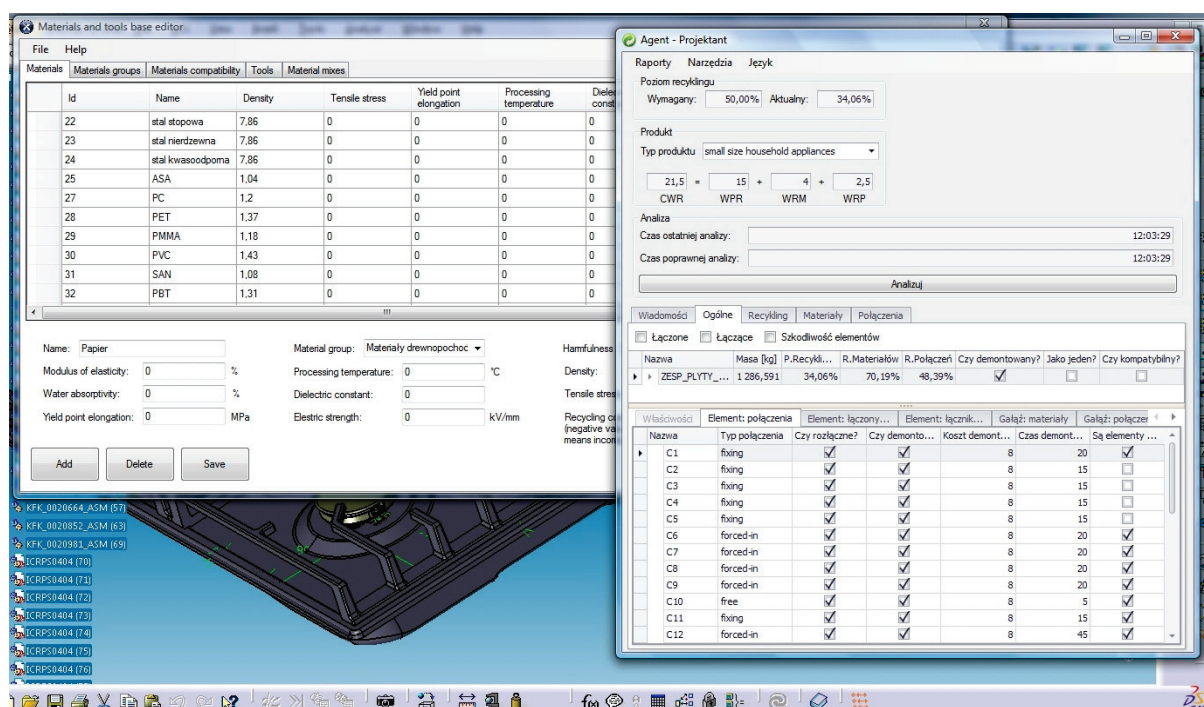 Materials and tools base editor
File Help
Materials Materials groups Materials compatibility Tools Material mixes
Id Name Density Tensile stress Yield point elongation Processing temperature Dielec const
22 stal stopowa 7,86 0 0 0 0
23 stal nierdzewna 7,86 0 0 0 0
24 stal kwasoodporna 7,86 0 0 0 0
25 ASA 1,04 0 0 0 0
27 PC 1,2 0 0 0 0
28 PET 1,37 0 0 0 0
29 PMMA 1,18 0 0 0 0
30 PVC 1,43 0 0 0 0
31 SAN 1,08 0 0 0 0
32 PBT 1,31 0 0 0 0
Name: Papier Material group: Materiały drewnopochoc Harmfulness
Modulus of elasticity: 0 % Processing temperature: 0 °C Density:
Water absorptivity: 0 % Dielectric constant: 0 Tensile stres
Yield point elongation: 0 MPa Elestric strength: 0 kV/mm Recycling co
(negative va
means incon
Add Delete Save
KFK_0020664_ASM (57)
KFK_0020852_ASM (63)
KFK_0020981_ASM (69)
ICRPS0404 (70)
ICRPS0404 (71)
ICRPS0404 (72)
ICRPS0404 (73)
ICRPS0404 (74)
ICRPS0404 (75)
ICRPS0404 (76)
Agent - Projektant
Raporty Narzędzia Język
Poziom recyklingu
Wymagany: 50,00% Aktualny: 34,06%
Produkt
Typ produktu small size household appliances
21,5 = 15 + 4 + 2,5
CWR WPR WRM WRP
Analiza
Czas ostatniej analizy: 12:03:29
Czas poprawnej analizy: 12:03:29
Analizuj
Wiadomości Ogólne Recykling Materiały Połączenia
Łączone Łączące Szkodliwość elementów
Nazwa Masa [kg] P.Recykli... R.Materiałów R.Połączeń Czy demontowany? Jako jeden? Czy kompatybilny?
ZESP_PLYTY_... 1 286,591 34,06% 70,19% 48,39%
Właściwości Element: połączenia Element: łączony... Element: łącznik... Gałąź: materiały Gałąź: połączer
Nazwa Typ połączenia Czy rozłączne? Czy demonto... Koszt demont... Czas demont... Są elementy ...
C1 fixing 8 20
C2 fixing 8 15
C3 fixing 8 15
C4 fixing 8 15
C5 fixing 8 15
C6 forced-in 8 20
C7 forced-in 8 20
C8 forced-in 8 20
C9 forced-in 8 20
C10 free 8 5
C11 fixing 8 15
C12 forced-in 8 45
f(x)